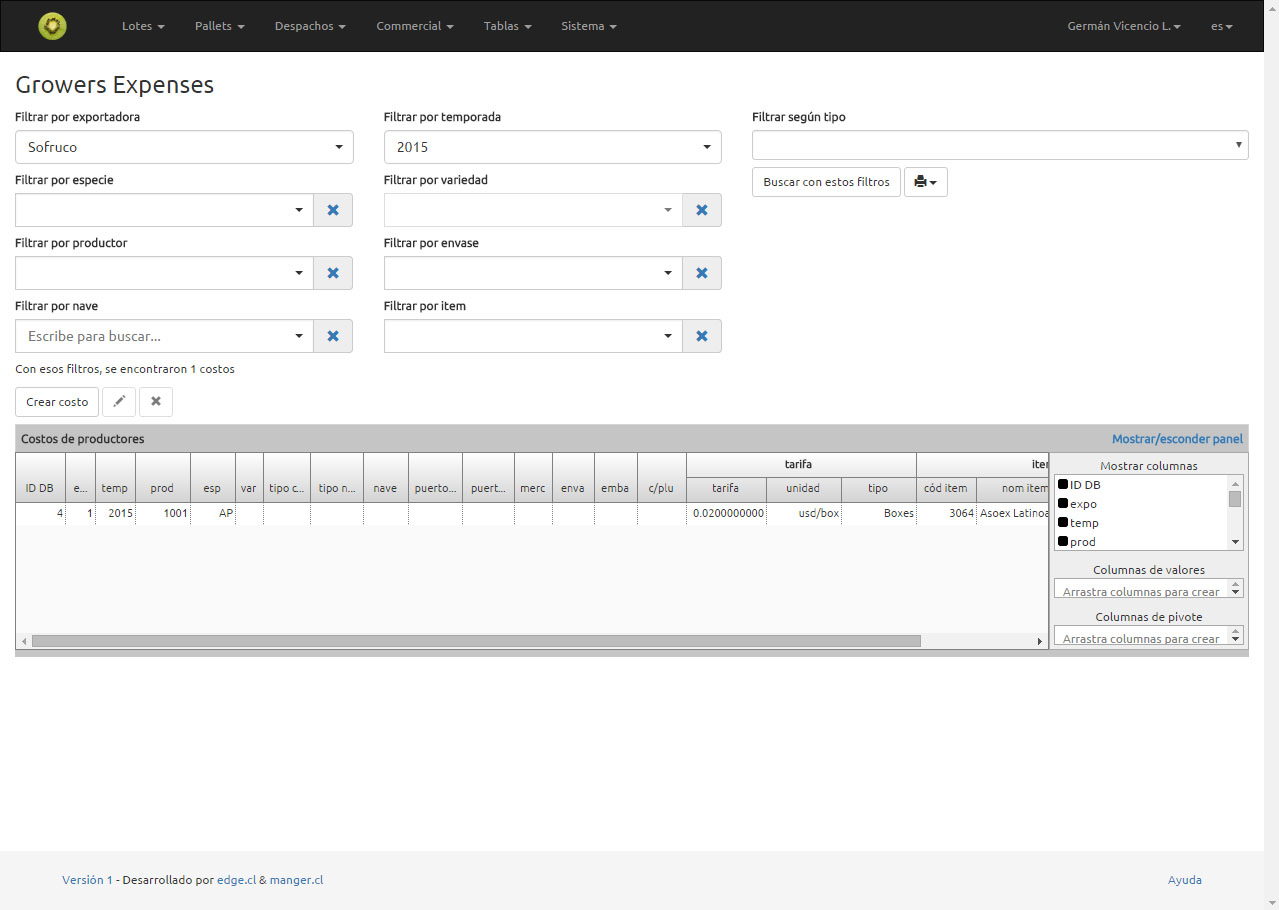 Lotes Pallets Despachos Commercial Tablas Sistema Germán Vicencio L. es
Growers Expenses
Filtrar por exportadora Filtrar por temporada Filtrar según tipo
Sofruco 2015
Filtrar por especie Filtrar por variedad Buscar con estos filtros
Filtrar por productor Filtrar por envase
Filtrar por nave Filtrar por item
Escribe para buscar...
Con esos filtros, se encontraron 1 costos
Crear costo
Costos de productores Mostrar/esconder panel
tarifa iten
ID DB e... temp prod esp var tipo c... tipo n... nave puerto... puert... merc enva emba c/plu tarifa unidad tipo cód item nom item
4 1 2015 1001 AP 0.0200000000 usd/box Boxes 3064 Asoex Latinoa
Mostrar columnas
ID DB
expo
temp
prod
Columnas de valores
Arrastra columnas para crear
Columnas de pivote
Arrastra columnas para crear
Versión 1 - Desarrollado por edge.cl & manger.cl Ayuda